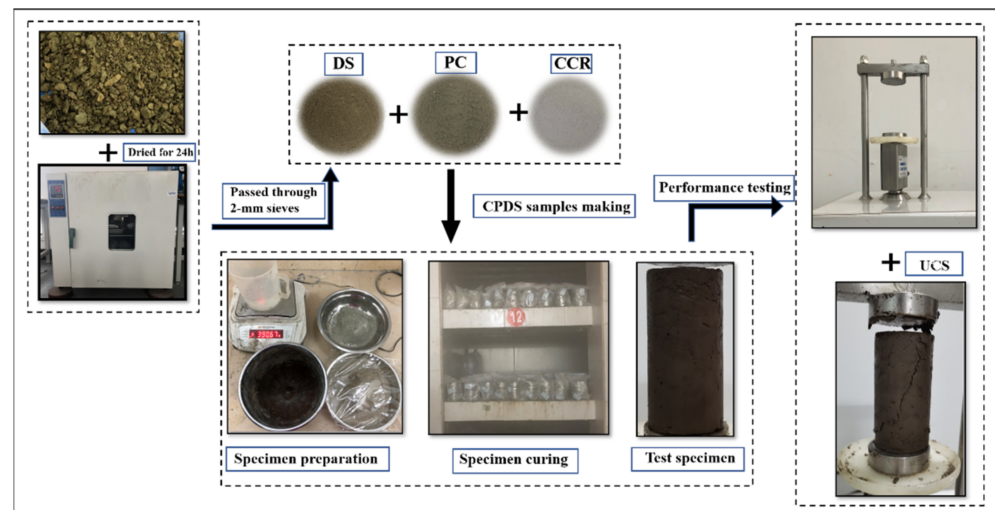 Dried for 24h
Passed through
2-mm sieves
DS
PC
CCR
CPDS samples making
Specimen preparation
Specimen curing
12
Test specimen
Performance testing
UCS